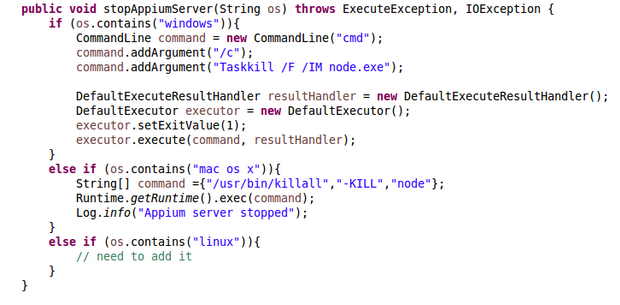 public void stopAppiumServer(String os) throws ExecuteException, IOException {
    if (os.contains("windows")){
        CommandLine command = new CommandLine("cmd");
        command.addArgument("/c");
        command.addArgument("Taskkill /F /IM node.exe");

        DefaultExecuteResultHandler resultHandler = new DefaultExecuteResultHandler();
        DefaultExecutor executor = new DefaultExecutor();
        executor.setExitValue(1);
        executor.execute(command, resultHandler);
    }
    else if (os.contains("mac os x")){
        String[] command ={"/usr/bin/killall","-KILL","node"};
        Runtime.getRuntime().exec(command);
        Log.info("Appium server stopped");
    }
    else if (os.contains("linux")){
        // need to add it
    }
}